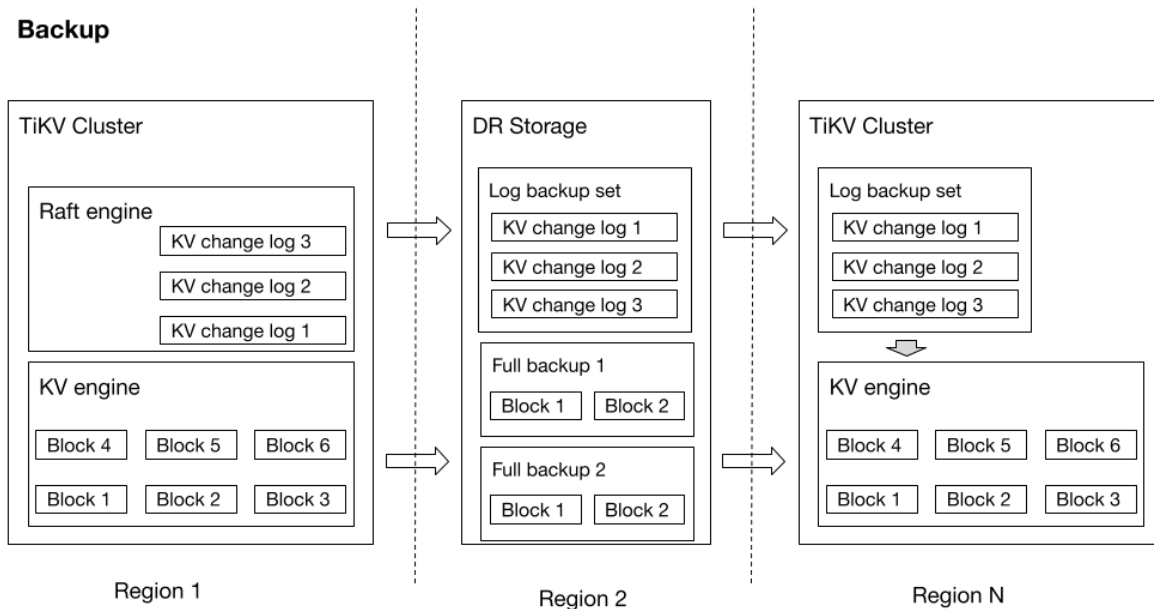 Backup
TiKV Cluster
Raft engine
KV change log 3
KV change log 2
KV change log 1
KV engine
Block 4 Block 5 Block 6
Block 1 Block 2 Block 3
Region 1
DR Storage
Log backup set
KV change log 1
KV change log 2
KV change log 3
Full backup 1
Block 1 Block 2
Full backup 2
Block 1 Block 2
Region 2
TiKV Cluster
Log backup set
KV change log 1
KV change log 2
KV change log 3
KV engine
Block 4 Block 5 Block 6
Block 1 Block 2 Block 3
Region N